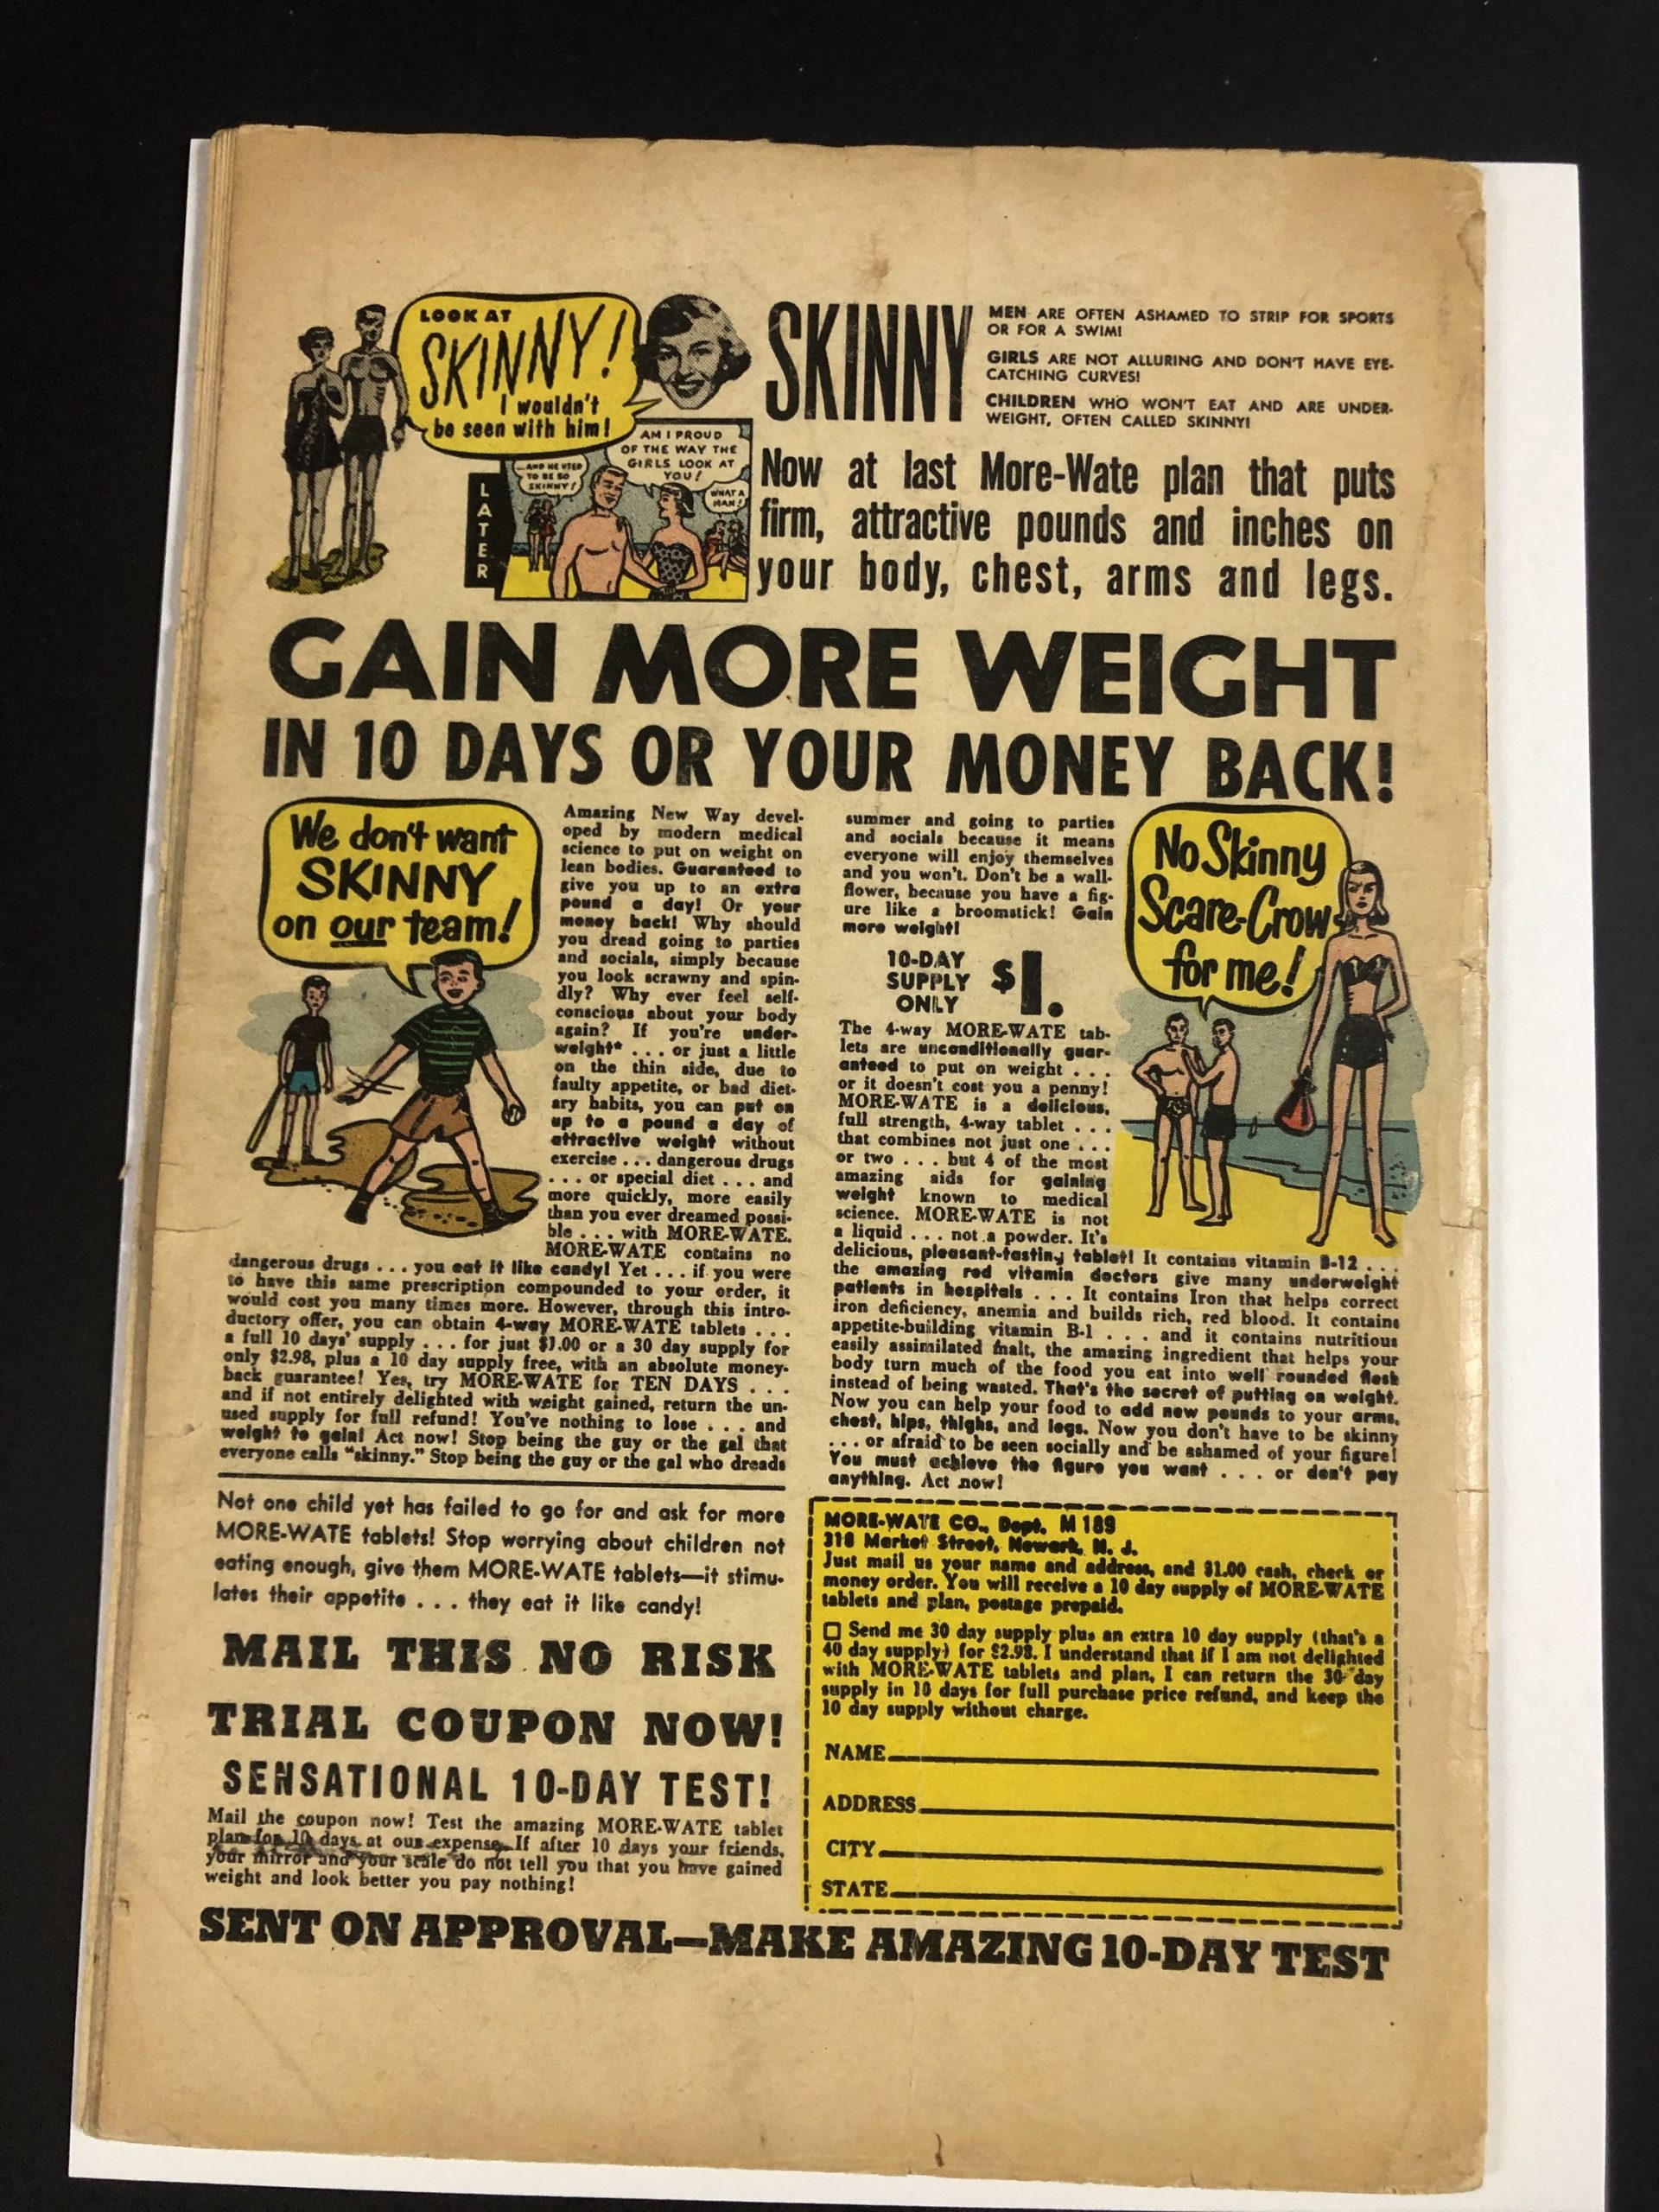 LOOK AT
SKINNY!
I wouldn't
be seen with him!
LATER
...AND HE USED
TO BE SO
SKINNY!
AM I PROUD
OF THE WAY THE
GIRLS LOOK AT
YOU!
WHAT A
MAN!
SKINNY
MEN ARE OFTEN ASHAMED TO STRIP FOR SPORTS
OR FOR A SWIM!
GIRLS ARE NOT ALLURING AND DON'T HAVE EYE-
CATCHING CURVES!
CHILDREN WHO WON'T EAT AND ARE UNDER-
WEIGHT, OFTEN CALLED SKINNY!
Now at last More-Wate plan that puts
firm, attractive pounds and inches on
your body, chest, arms and legs.
GAIN MORE WEIGHT
IN 10 DAYS OR YOUR MONEY BACK!
We don't want
SKINNY
on our team!
Amazing New Way devel-
oped by modern medical
science to put on weight on
lean bodies. Guaranteed to
give you up to an extra
pound a day! Or your
money back! Why should
you dread going to parties
and socials, simply because
you look scrawny and spin-
dly? Why ever feel self-
conscious about your body
again? If you're under-
weight* . . . or just a little
on the thin side, due to
faulty appetite, or bad diet-
ary habits, you can put on
up to a pound a day of
attractive weight without
exercise . . . dangerous drugs
. . . or special diet . . . and
more quickly, more easily
than you ever dreamed possi-
ble . . . with MORE-WATE.
MORE-WATE contains no
dangerous drugs . . . you eat it like candy! Yet . . . if you were
to have this same prescription compounded to your order, it
would cost you many times more. However, through this intro-
ductory offer, you can obtain 4-way MORE-WATE tablets . . .
a full 10 days' supply . . . for just $1.00 or a 30 day supply for
only $2.98, plus a 10 day supply free, with an absolute money-
back guarantee! Yes, try MORE-WATE for TEN DAYS . . .
and if not entirely delighted with weight gained, return the un-
used supply for full refund! You've nothing to lose . . . and
weight to gain! Act now! Stop being the guy or the gal that
everyone calls "skinny." Stop being the guy or the gal who dreads
summer and going to parties
and socials because it means
everyone will enjoy themselves
and you won't. Don't be a wall-
flower, because you have a fig-
ure like a broomstick! Gain
more weight!
10-DAY
SUPPLY
ONLY
$1.
The 4-way MORE-WATE tab-
lets are unconditionally guar-
anteed to put on weight . . .
or it doesn't cost you a penny!
MORE-WATE is a delicious,
full strength, 4-way tablet . . .
that combines not just one . . .
or two . . . but 4 of the most
amazing aids for gaining
weight known to medical
science. MORE-WATE is not
a liquid . . . not a powder. It's
delicious, pleasant-tasting tablet! It contains vitamin B-12 . . .
the amazing red vitamin doctors give many underweight
patients in hospitals . . . It contains Iron that helps correct
iron deficiency, anemia and builds rich, red blood. It contains
appetite-building vitamin B-1 . . . and it contains nutritious
easily assimilated malt, the amazing ingredient that helps your
body turn much of the food you eat into well rounded flesh
instead of being wasted. That's the secret of putting on weight.
Now you can help your food to add new pounds to your arms,
chest, hips, thighs, and legs. Now you don't have to be skinny
. . . or afraid to be seen socially and be ashamed of your figure!
You must achieve the figure you want . . . or don't pay
anything. Act now!
No Skinny
Scare-Crow
for me!
Not one child yet has failed to go for and ask for more
MORE-WATE tablets! Stop worrying about children not
eating enough, give them MORE-WATE tablets—it stimu-
lates their appetite . . . they eat it like candy!
MAIL THIS NO RISK
TRIAL COUPON NOW!
SENSATIONAL 10-DAY TEST!
Mail the coupon now! Test the amazing MORE-WATE tablet
plan for 10 days at our expense. If after 10 days your friends,
your mirror and your scale do not tell you that you have gained
weight and look better you pay nothing!
MORE-WATE CO., Dept. M 189
318 Market Street, Newark, N. J.
Just mail us your name and address, and $1.00 cash, check or
money order. You will receive a 10 day supply of MORE-WATE
tablets and plan, postage prepaid.
Send me 30 day supply plus an extra 10 day supply (that's a
40 day supply) for $2.98. I understand that if I am not delighted
with MORE-WATE tablets and plan, I can return the 30 day
supply in 10 days for full purchase price refund, and keep the
10 day supply without charge.
NAME
ADDRESS
CITY
STATE
SENT ON APPROVAL—MAKE AMAZING 10-DAY TEST